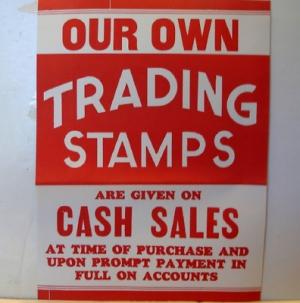 OUR OWN
TRADING
STAMPS
ARE GIVEN ON
CASH SALES
AT TIME OF PURCHASE AND
UPON PROMPT PAYMENT IN
FULL ON ACCOUNTS